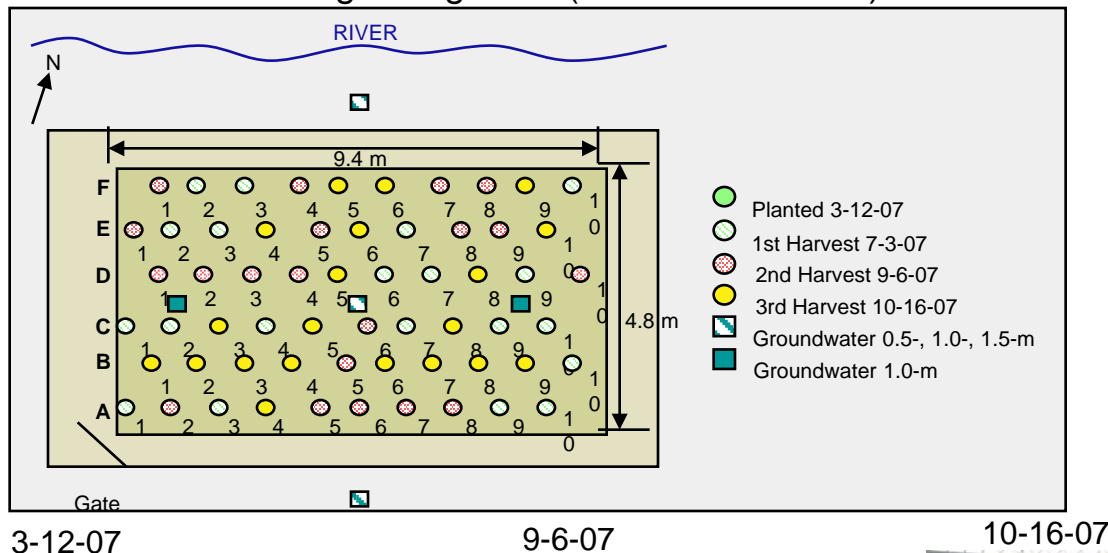 RIVER
N
9.4 m
F
1 2 3 4 5 6 7 8 9 10
E
1 2 3 4 5 6 7 8 9 10
D
1 2 3 4 5 6 7 8 9 10
C
4.8 m
1 2 3 4 5 6 7 8 9 10
B
1 2 3 4 5 6 7 8 9 10
A
1 2 3 4 5 6 7 8 9 10
Gate
Planted 3-12-07
1st Harvest 7-3-07
2nd Harvest 9-6-07
3rd Harvest 10-16-07
Groundwater 0.5-, 1.0-, 1.5-m
Groundwater 1.0-m
3-12-07
9-6-07
10-16-07